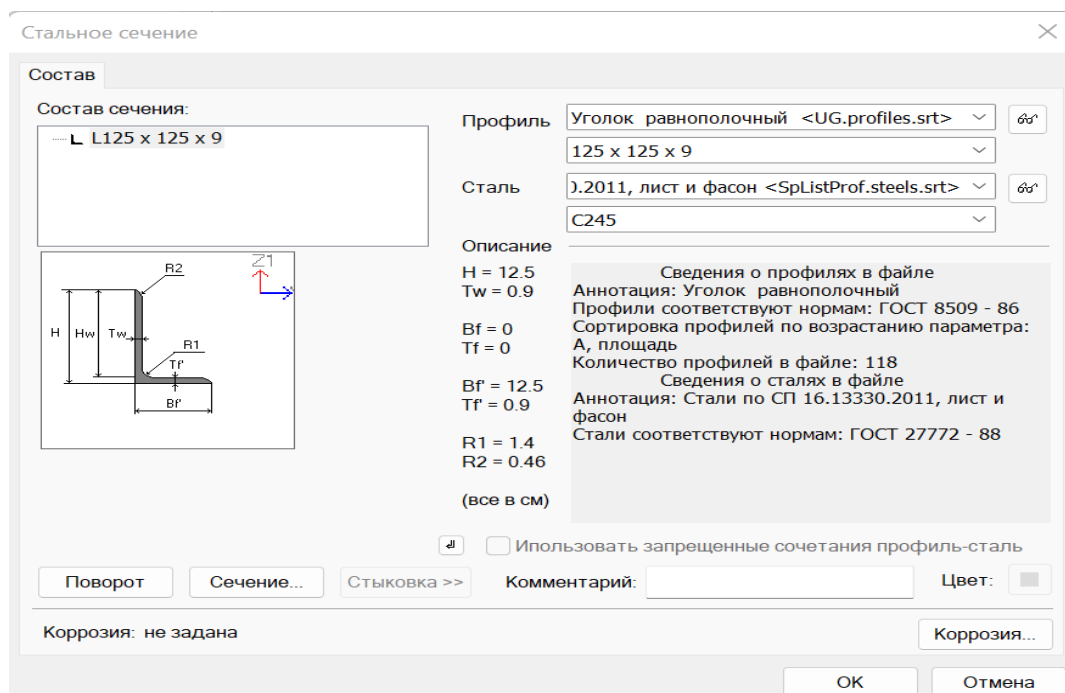 Стальное сечение
Состав
Состав сечения:
L125 x 125 x 9
Профиль
Уголок равнополочный <UG.profiles.srt>
125 x 125 x 9
Сталь
).2011, лист и фасон <SpListProf.steels.srt>
C245
Описание
H = 12.5
Tw = 0.9
Bf = 0
Tf = 0
Bf' = 12.5
Tf' = 0.9
R1 = 1.4
R2 = 0.46
(все в см)
Сведения о профилях в файле
Аннотация: Уголок равнополочный
Профили соответствуют нормам: ГОСТ 8509 - 86
Сортировка профилей по возрастанию параметра:
А, площадь
Количество профилей в файле: 118
Сведения о сталях в файле
Аннотация: Стали по СП 16.13330.2011, лист и
фасон
Стали соответствуют нормам: ГОСТ 27772 - 88
R2
Z1
H
Hw
Tw
R1
Tf'
Bf'
Ипользовать запрещенные сочетания профиль-сталь
Поворот
Сечение...
Стыковка >>
Комментарий:
Цвет:
Коррозия: не задана
Коррозия...
ОК
Отмена